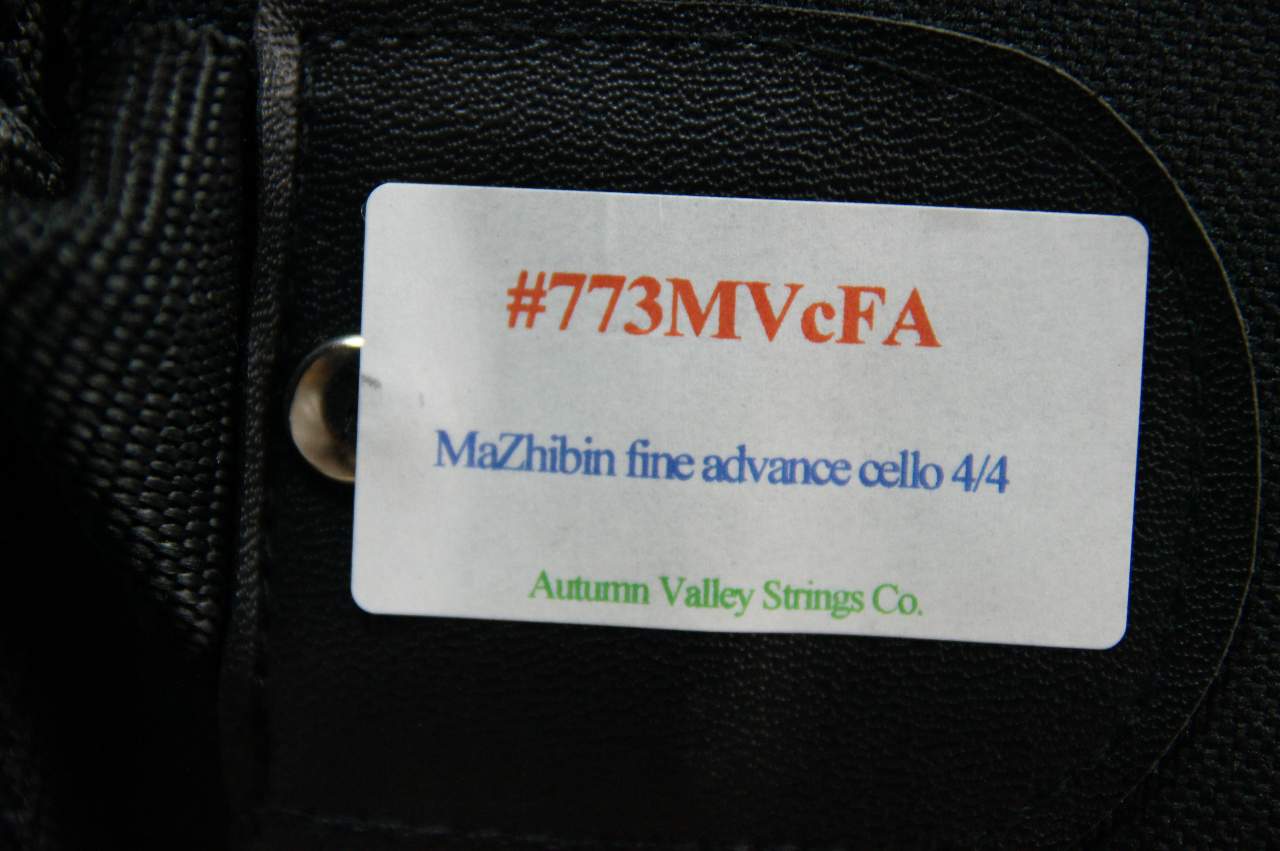 #773MVcFA
MaZhibin fine advance cello 4/4
Autumn Valley Strings Co.